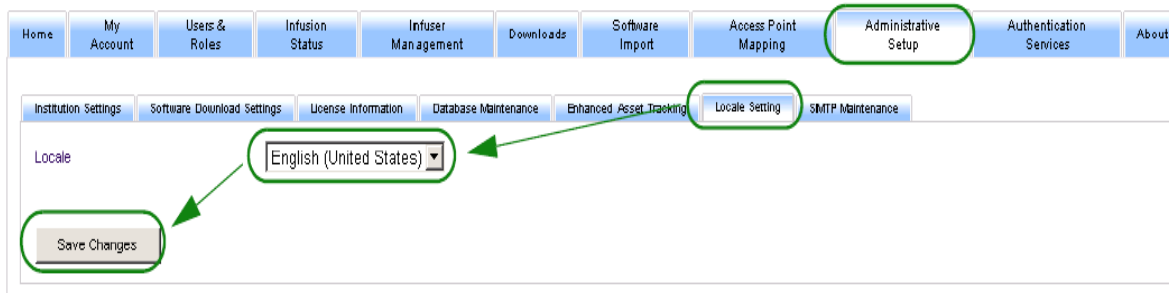 Home
My Account
Users & Roles
Infusion Status
Infuser Management
Downloads
Software Import
Access Point Mapping
Administrative Setup
Authentication Services
About
Institution Settings
Software Download Settings
License Information
Database Maintenance
Enhanced Asset Tracking
Locale Setting
SMTP Maintenance
Locale
English (United States)
Save Changes